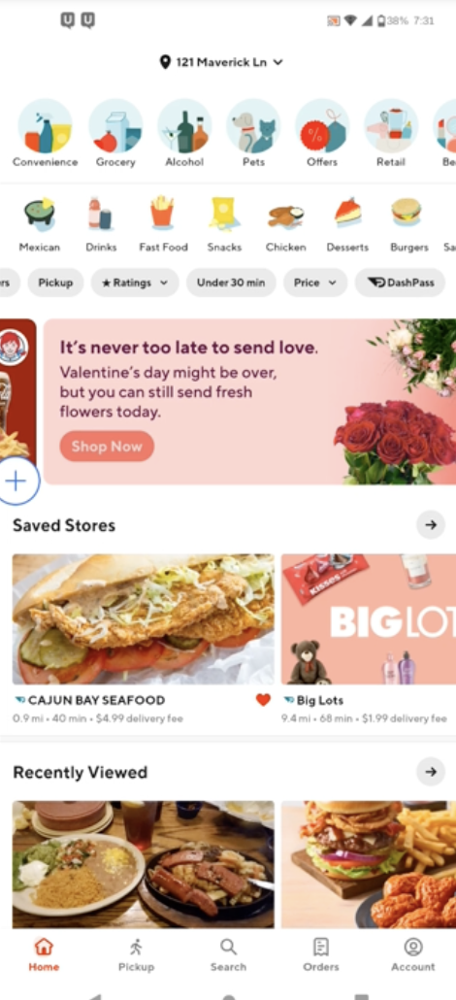 38% 7:31
121 Maverick Ln
Convenience Grocery Alcohol Pets Offers Retail Be
Mexican Drinks Fast Food Snacks Chicken Desserts Burgers Sa
rs Pickup ★ Ratings Under 30 min Price DashPass
It's never too late to send love.
Valentine's day might be over,
but you can still send fresh
flowers today.
Shop Now
Saved Stores
KISSES
BIG LOT
CAJUN BAY SEAFOOD Big Lots
0.9 mi • 40 min • $4.99 delivery fee 9.4 mi • 68 min • $1.99 delivery fee
Recently Viewed
Home Pickup Search Orders Account